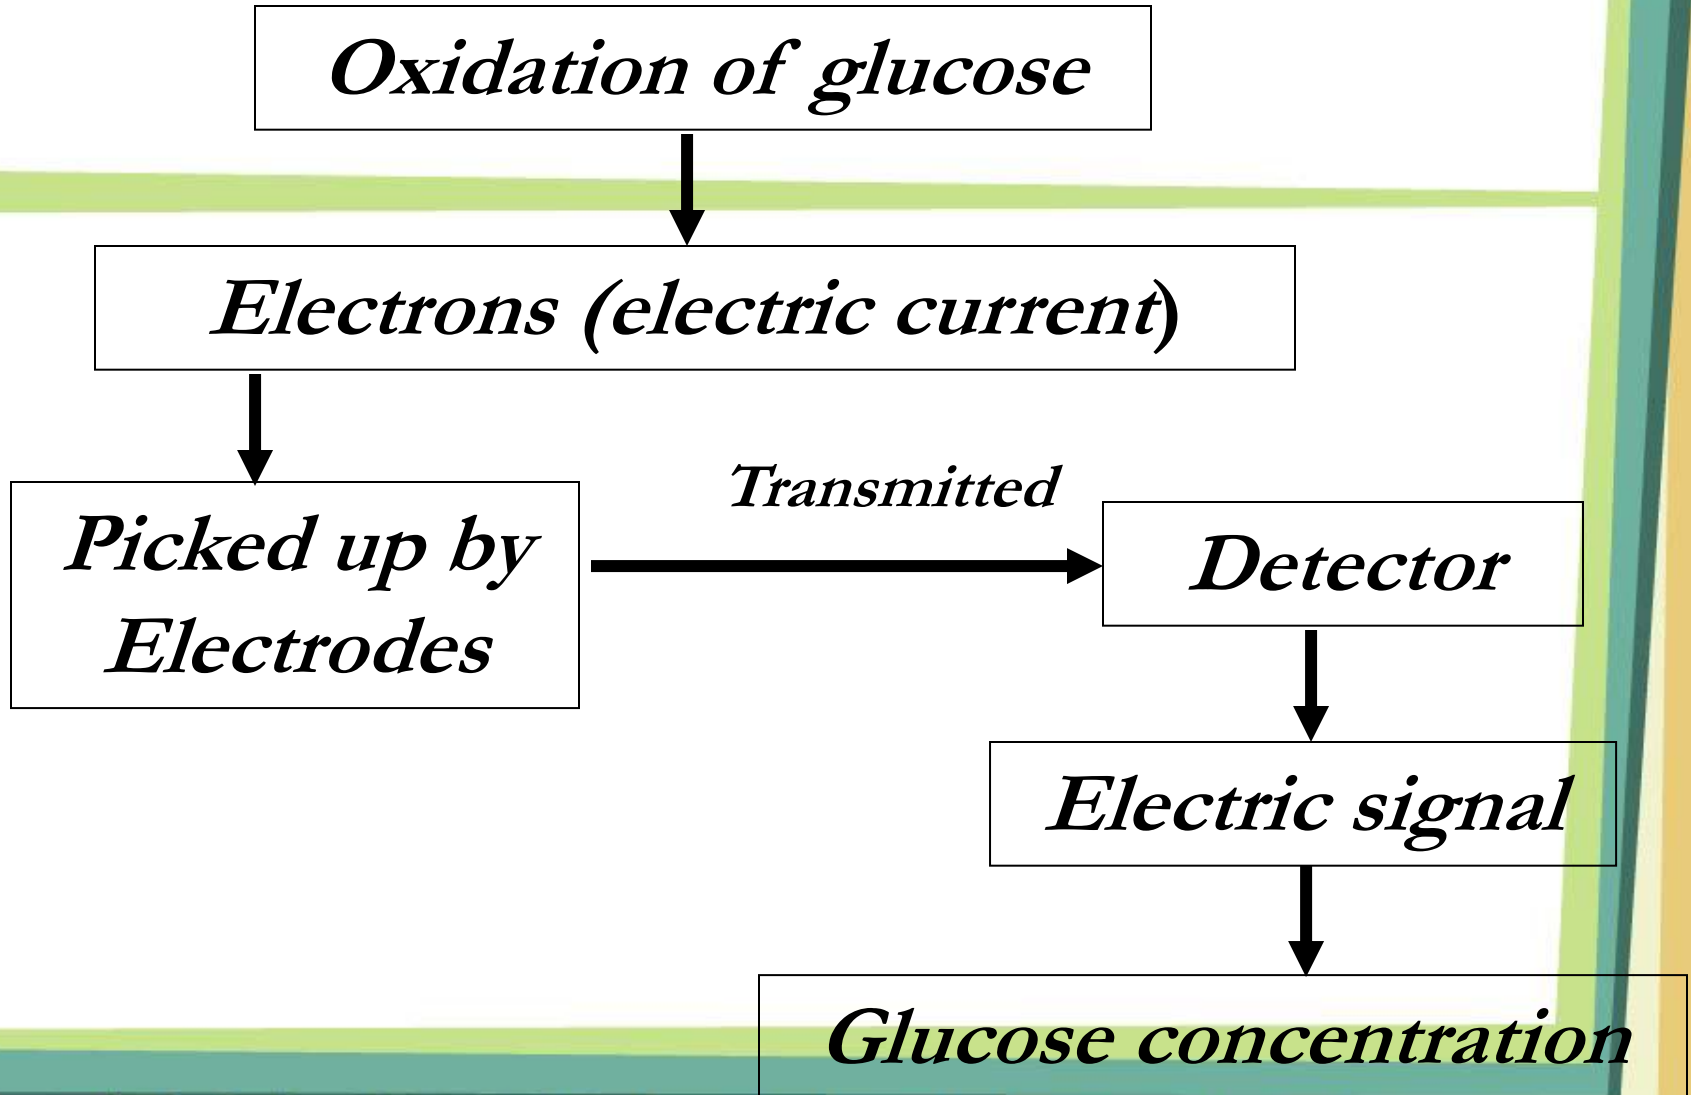 Oxidation of glucose
Electrons (electric current)
Picked up by
Electrodes
Transmitted
Detector
Electric signal
Glucose concentration